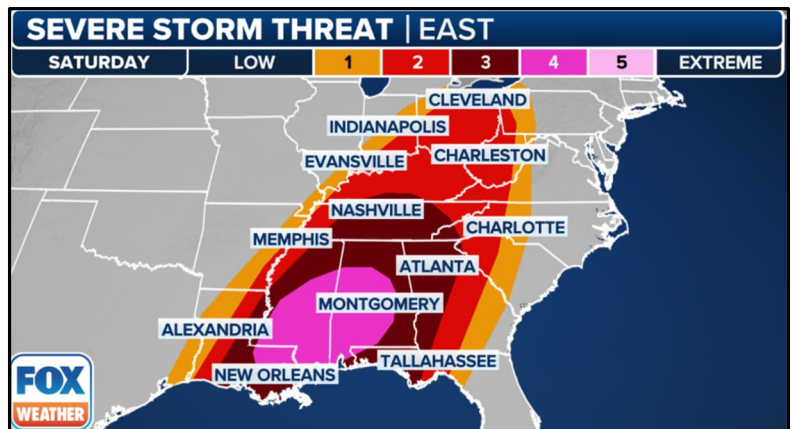 SEVERE STORM THREAT | EAST
SATURDAY LOW 1 2 3 4 5 EXTREME
CLEVELAND
INDIANAPOLIS
EVANSVILLE CHARLESTON
NASHVILLE
MEMPHIS CHARLOTTE
ATLANTA
MONTGOMERY
ALEXANDRIA
NEW ORLEANS TALLAHASSEE
FOX
WEATHER